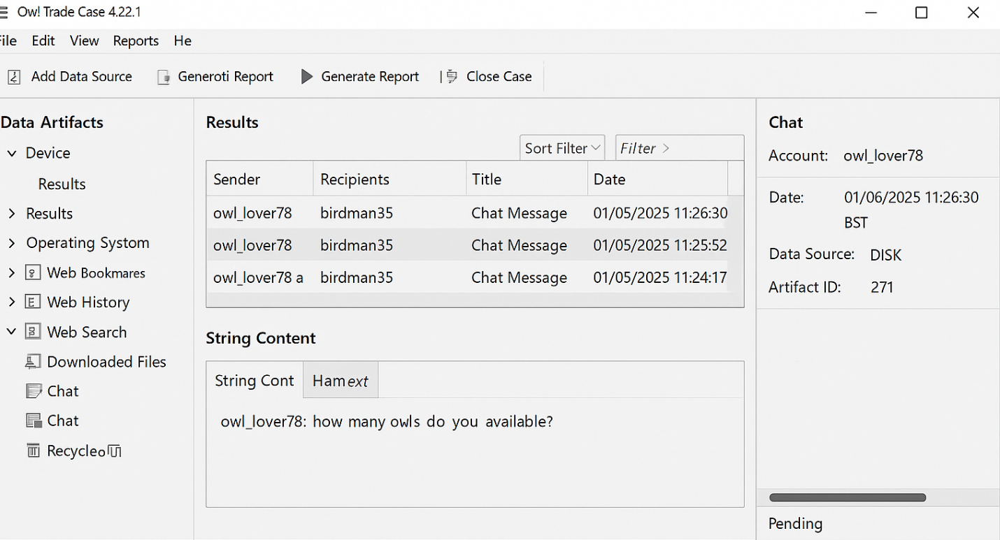 Owl Trade Case 4.22.1
File Edit View Reports He
Add Data Source Generoti Report Generate Report Close Case
Data Artifacts
Device
Results
Results
Operating Systom
Web Bookmares
Web History
Web Search
Downloaded Files
Chat
Chat
Results
Sort Filter Filter >
Sender Recipients Title Date
owl_lover78 birdman35 Chat Message 01/05/2025 11:26:30
owl_lover78 birdman35 Chat Message 01/05/2025 11:25:52
owl_lover78 a birdman35 Chat Message 01/05/2025 11:24:17
String Content
String Cont Hamext
owl_lover78: how many owls do you available?
Chat
Account: owl_lover78
Date: 01/06/2025 11:26:30
BST
Data Source: DISK
Artifact ID: 271
Pending